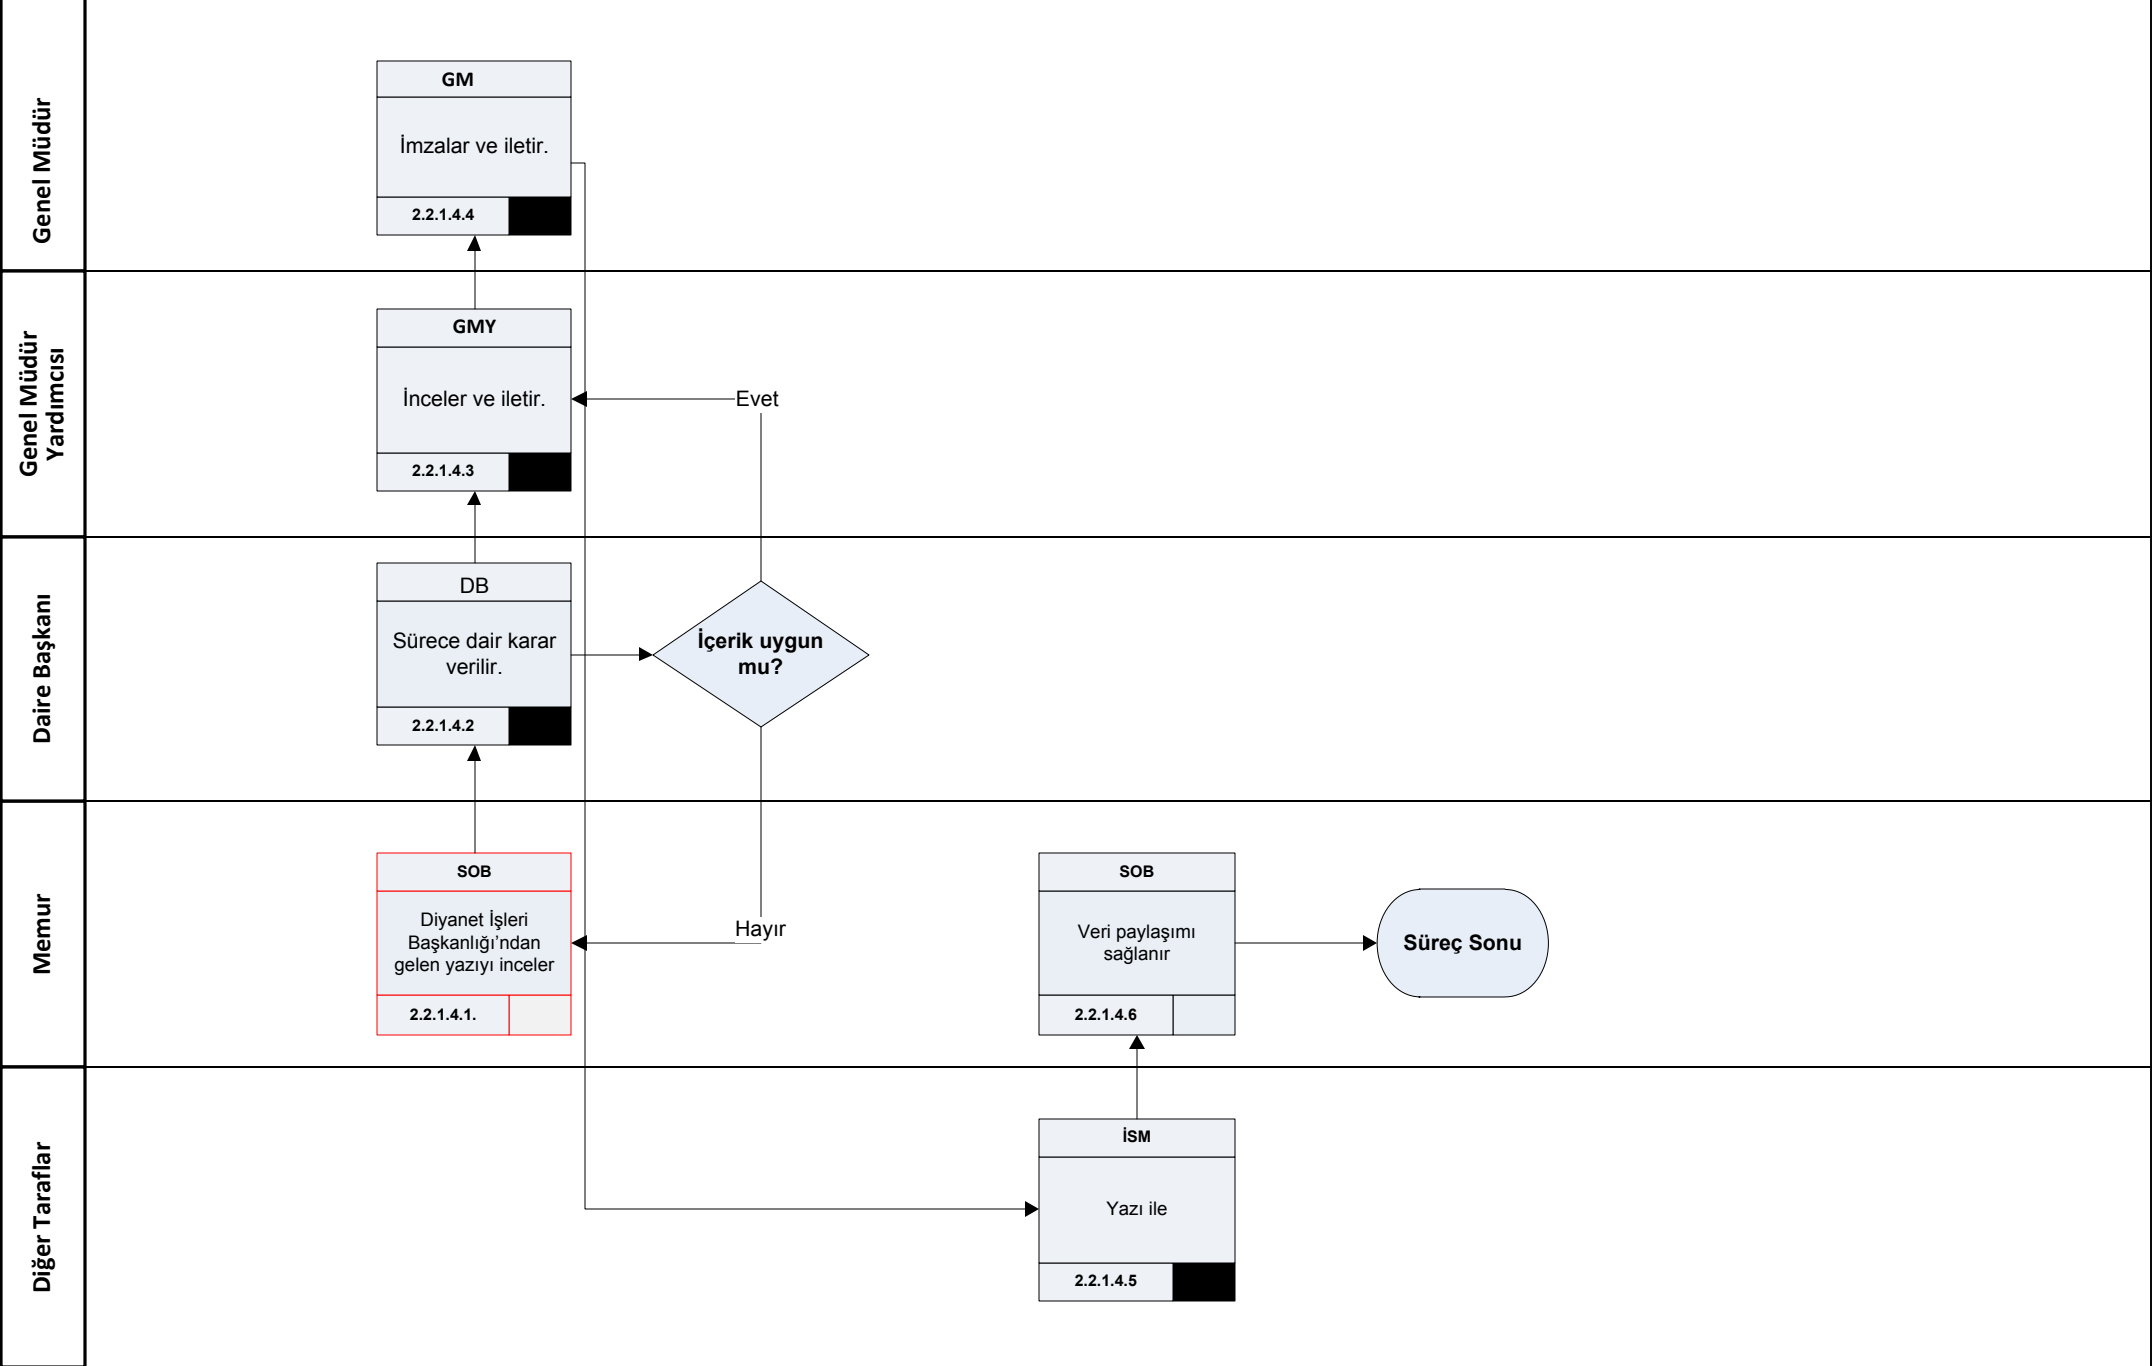 Genel Müdür
GM
İmzalar ve iletir.
2.2.1.4.4
Genel Müdür
Yardımcısı
GMY
İnceler ve iletir.
2.2.1.4.3
Evet
Daire Başkanı
DB
Sürece dair karar
verilir.
2.2.1.4.2
İçerik uygun
mu?
Memur
SOB
Diyanet İşleri
Başkanlığı’ndan
gelen yazıyı inceler
2.2.1.4.1.
Hayır
SOB
Veri paylaşımı
sağlanır
2.2.1.4.6
Süreç Sonu
Diğer Taraflar
İSM
Yazı ile
2.2.1.4.5